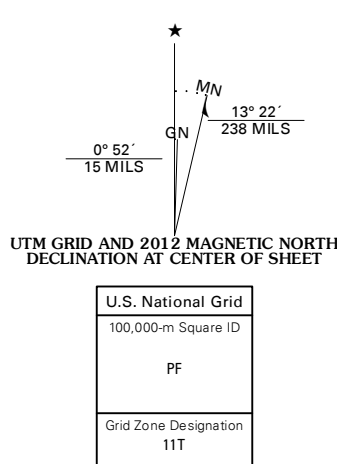 ★
MN
GN
13° 22´
238 MILS
0° 52´
15 MILS
UTM GRID AND 2012 MAGNETIC NORTH
DECLINATION AT CENTER OF SHEET
U.S. National Grid
100,000-m Square ID
PF
Grid Zone Designation
11T